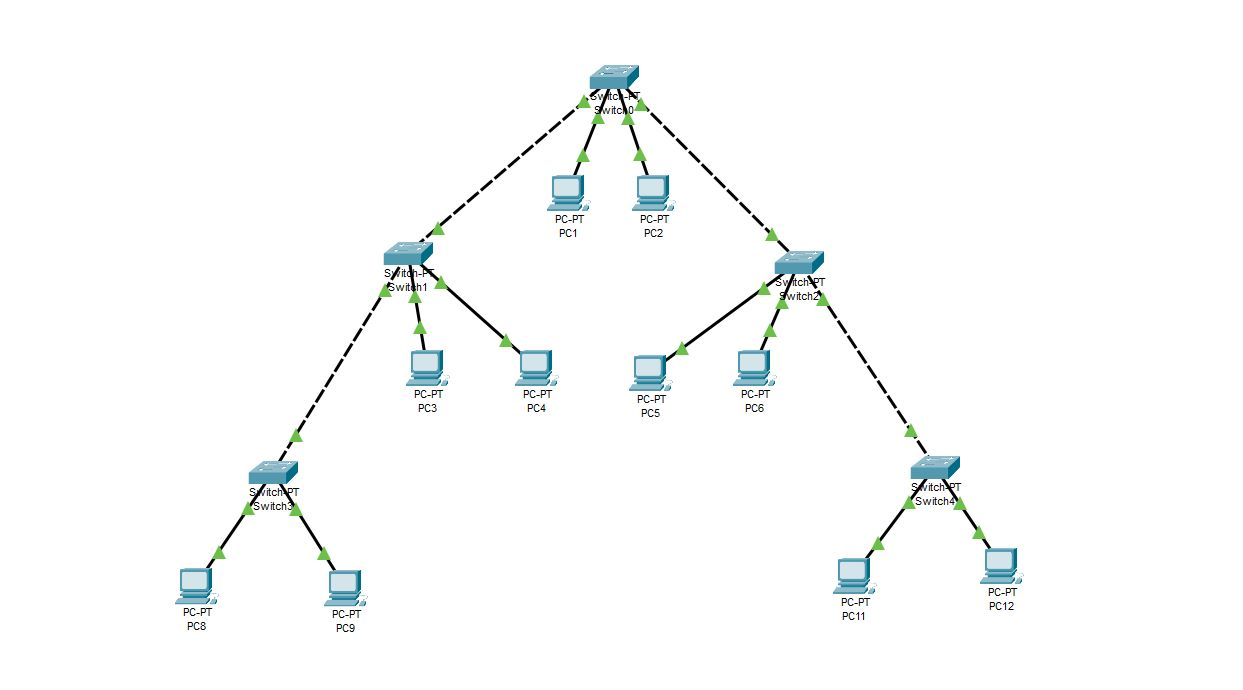 Switch-PT
Switch0
PC-PT
PC1
PC-PT
PC2
Switch-PT
Switch1
Switch-PT
Switch2
PC-PT
PC3
PC-PT
PC4
PC-PT
PC5
PC-PT
PC6
Switch-PT
Switch3
Switch-PT
Switch4
PC-PT
PC8
PC-PT
PC9
PC-PT
PC11
PC-PT
PC12